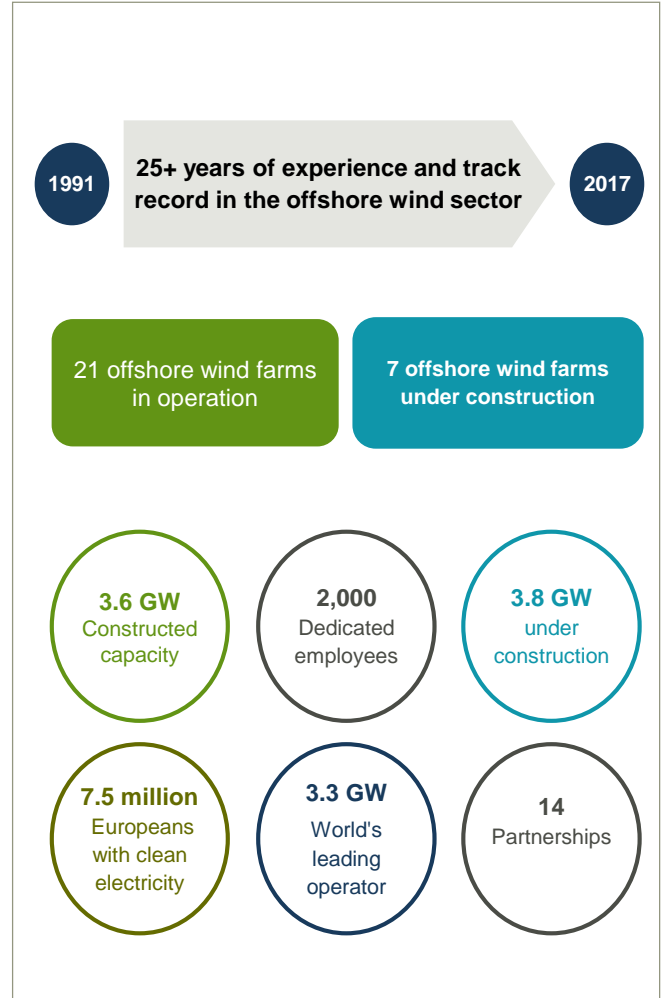 1991
25+ years of experience and track
record in the offshore wind sector
2017
21 offshore wind farms
in operation
7 offshore wind farms
under construction
3.6 GW
Constructed
capacity
2,000
Dedicated
employees
3.8 GW
under
construction
7.5 million
Europeans
with clean
electricity
3.3 GW
World's
leading
operator
14
Partnerships